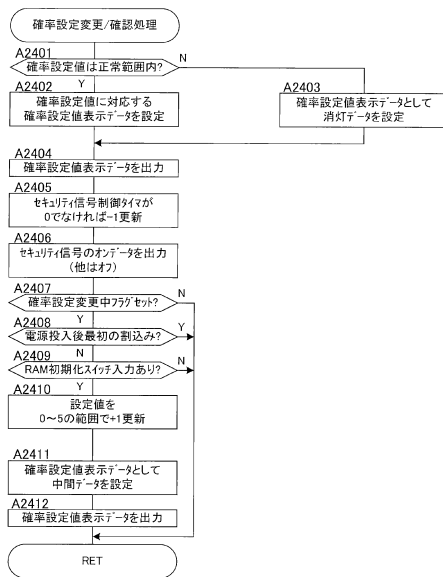 確率設定変更/確認処理
A2401
N
確率設定値は正常範囲内?
A2402
Y
A2403
確率設定値に対応する
確率設定値表示データを設定
確率設定値表示データとして
消灯データを設定
A2404
確率設定値表示データを出力
A2405
セキュリティ信号制御タイマが
0でなければ-1更新
A2406
セキュリティ信号のオンデータを出力
(他はオフ)
A2407
N
確率設定変更中フラグセット?
A2408
Y
Y
電源投入後最初の割込み?
A2409
N
N
RAM初期化スイッチ入力あり?
A2410
Y
設定値を
0~5の範囲で+1更新
A2411
確率設定値表示データとして
中間データを設定
A2412
確率設定値表示データを出力
RET